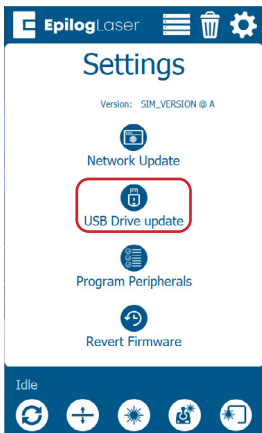 EpilogLaser
Settings
Version: SIM_VERSION @ A
Network Update
USB Drive update
Program Peripherals
Revert Firmware
Idle